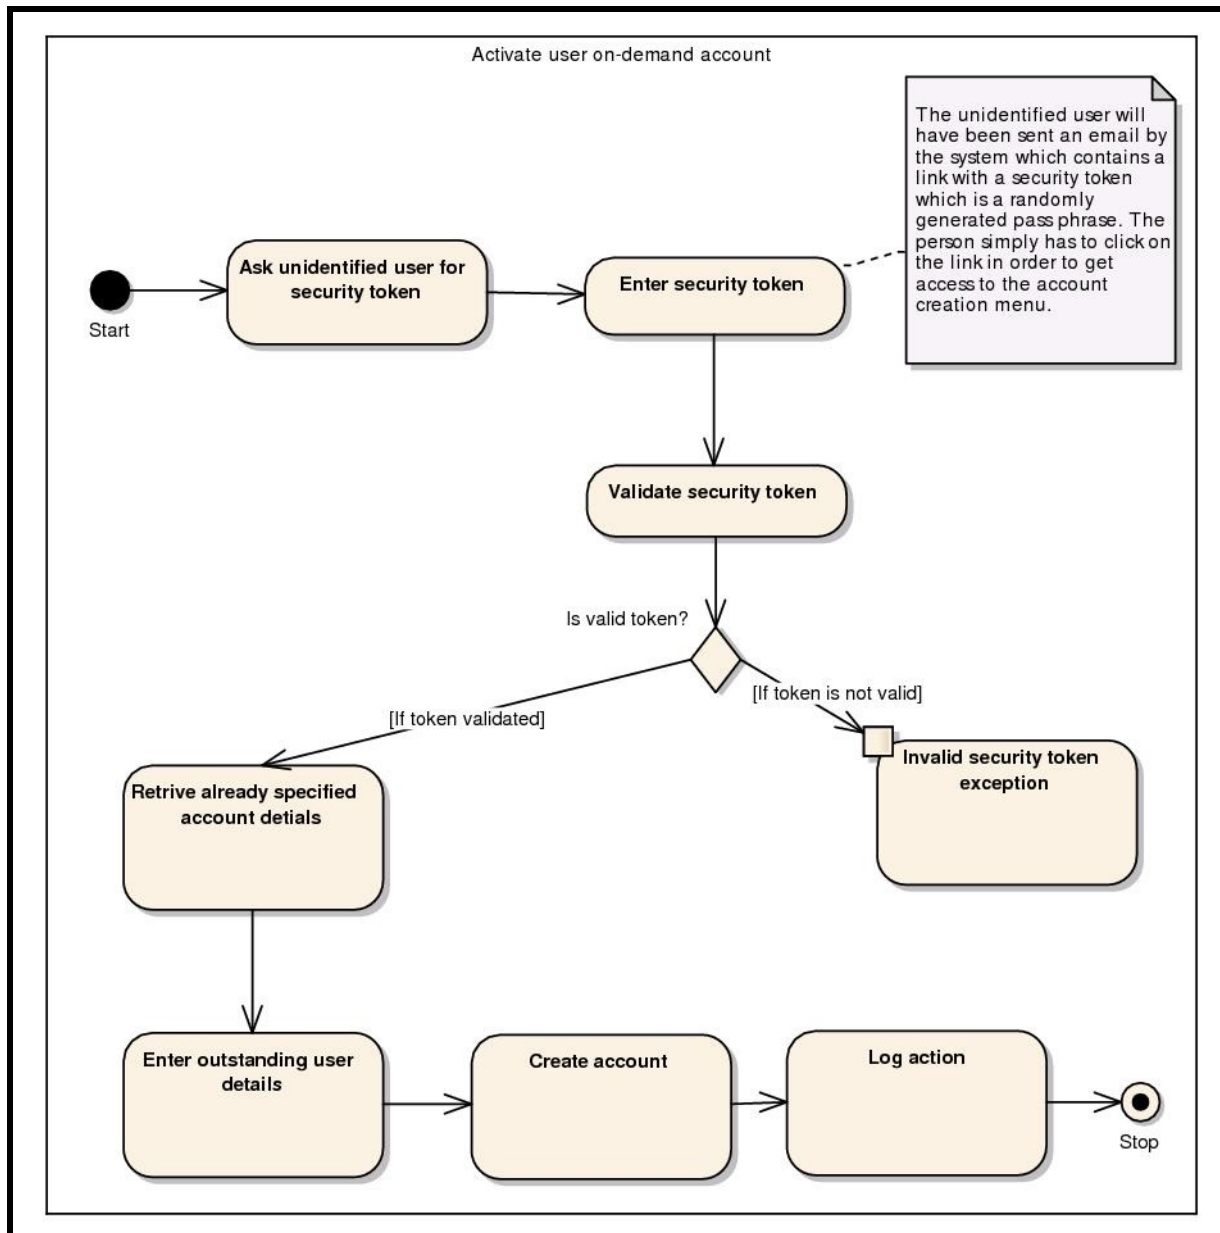 Activate user on-demand account
The unidentified user will
have been sent an email by
the system which contains a
link with a security token
which is a randomly
generated pass phrase. The
person simply has to click on
the link in order to get
access to the account
creation menu.
Ask unidentified user for
security token
Enter security token
Start
Validate security token
Is valid token?
[If token is not valid]
[If token validated]
Invalid security token
exception
Retrive already specified
account detials
Enter outstanding user
details
Create account
Log action
Stop